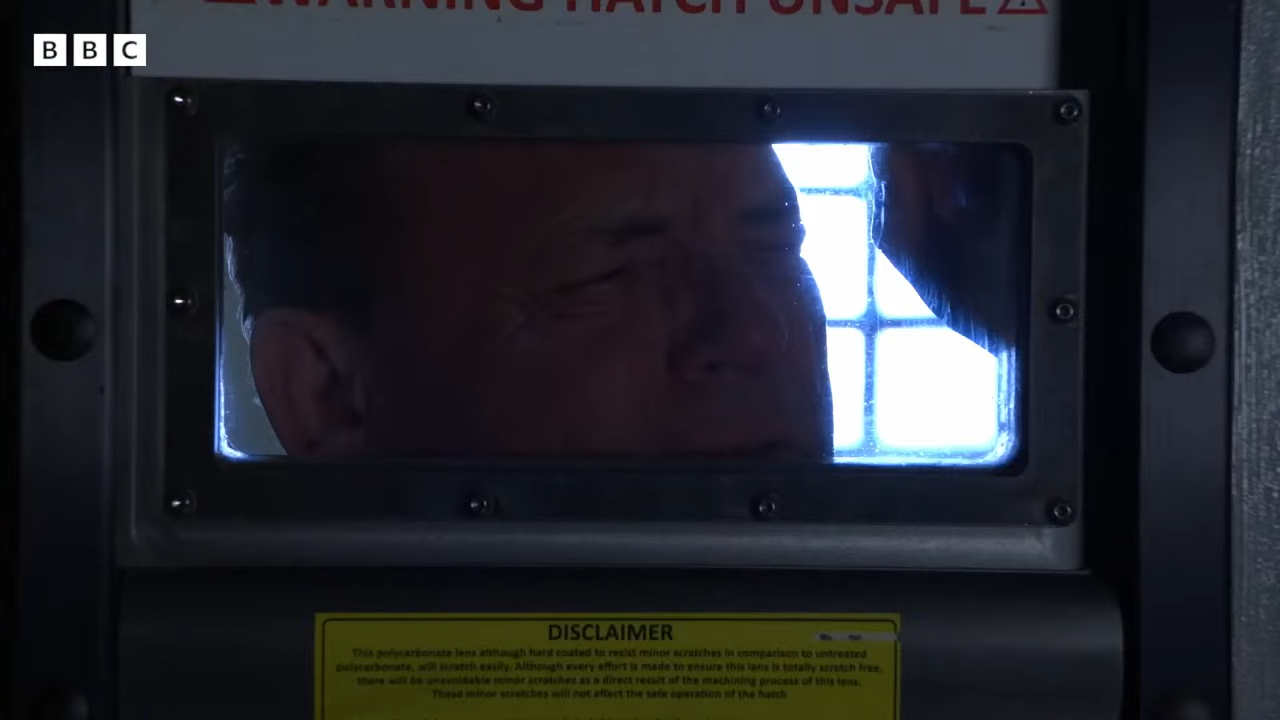 WARNING HATCH UNSAFE
BBC
DISCLAIMER
This polycarbonate lens although hard coated to resist minor scratches in comparison to untreated
polycarbonate, will scratch easily. Although every effort is made to ensure this lens is totally scratch free,
there will be unavoidable minor scratches as a direct result of the machining process of this lens.
These minor scratches will not affect the safe operation of the hatch